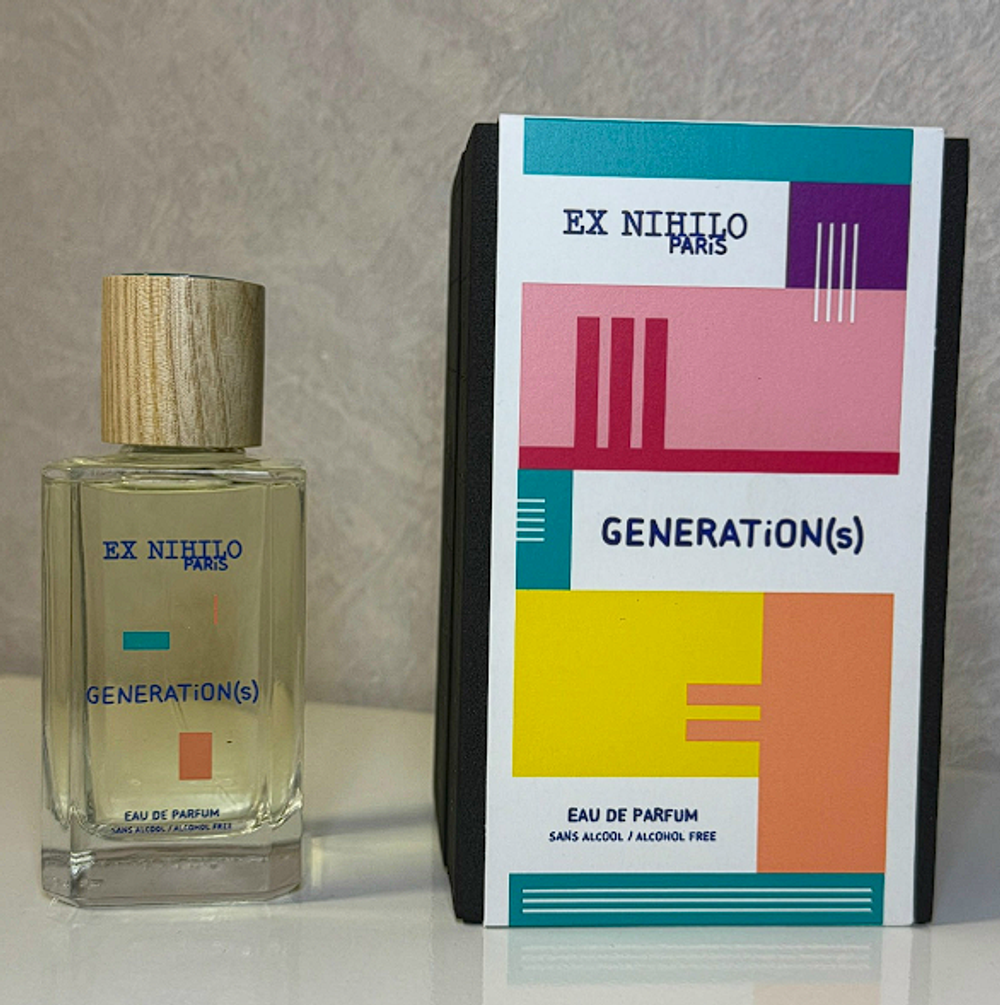 EX NIHILO
PARiS
GENERATiON(s)
EAU DE PARFUM
SANS ALCOOL / ALCOHOL FREE
EX NIHILO
PARiS
GENERATiON(s)
EAU DE PARFUM
SANS ALCOOL / ALCOHOL FREE